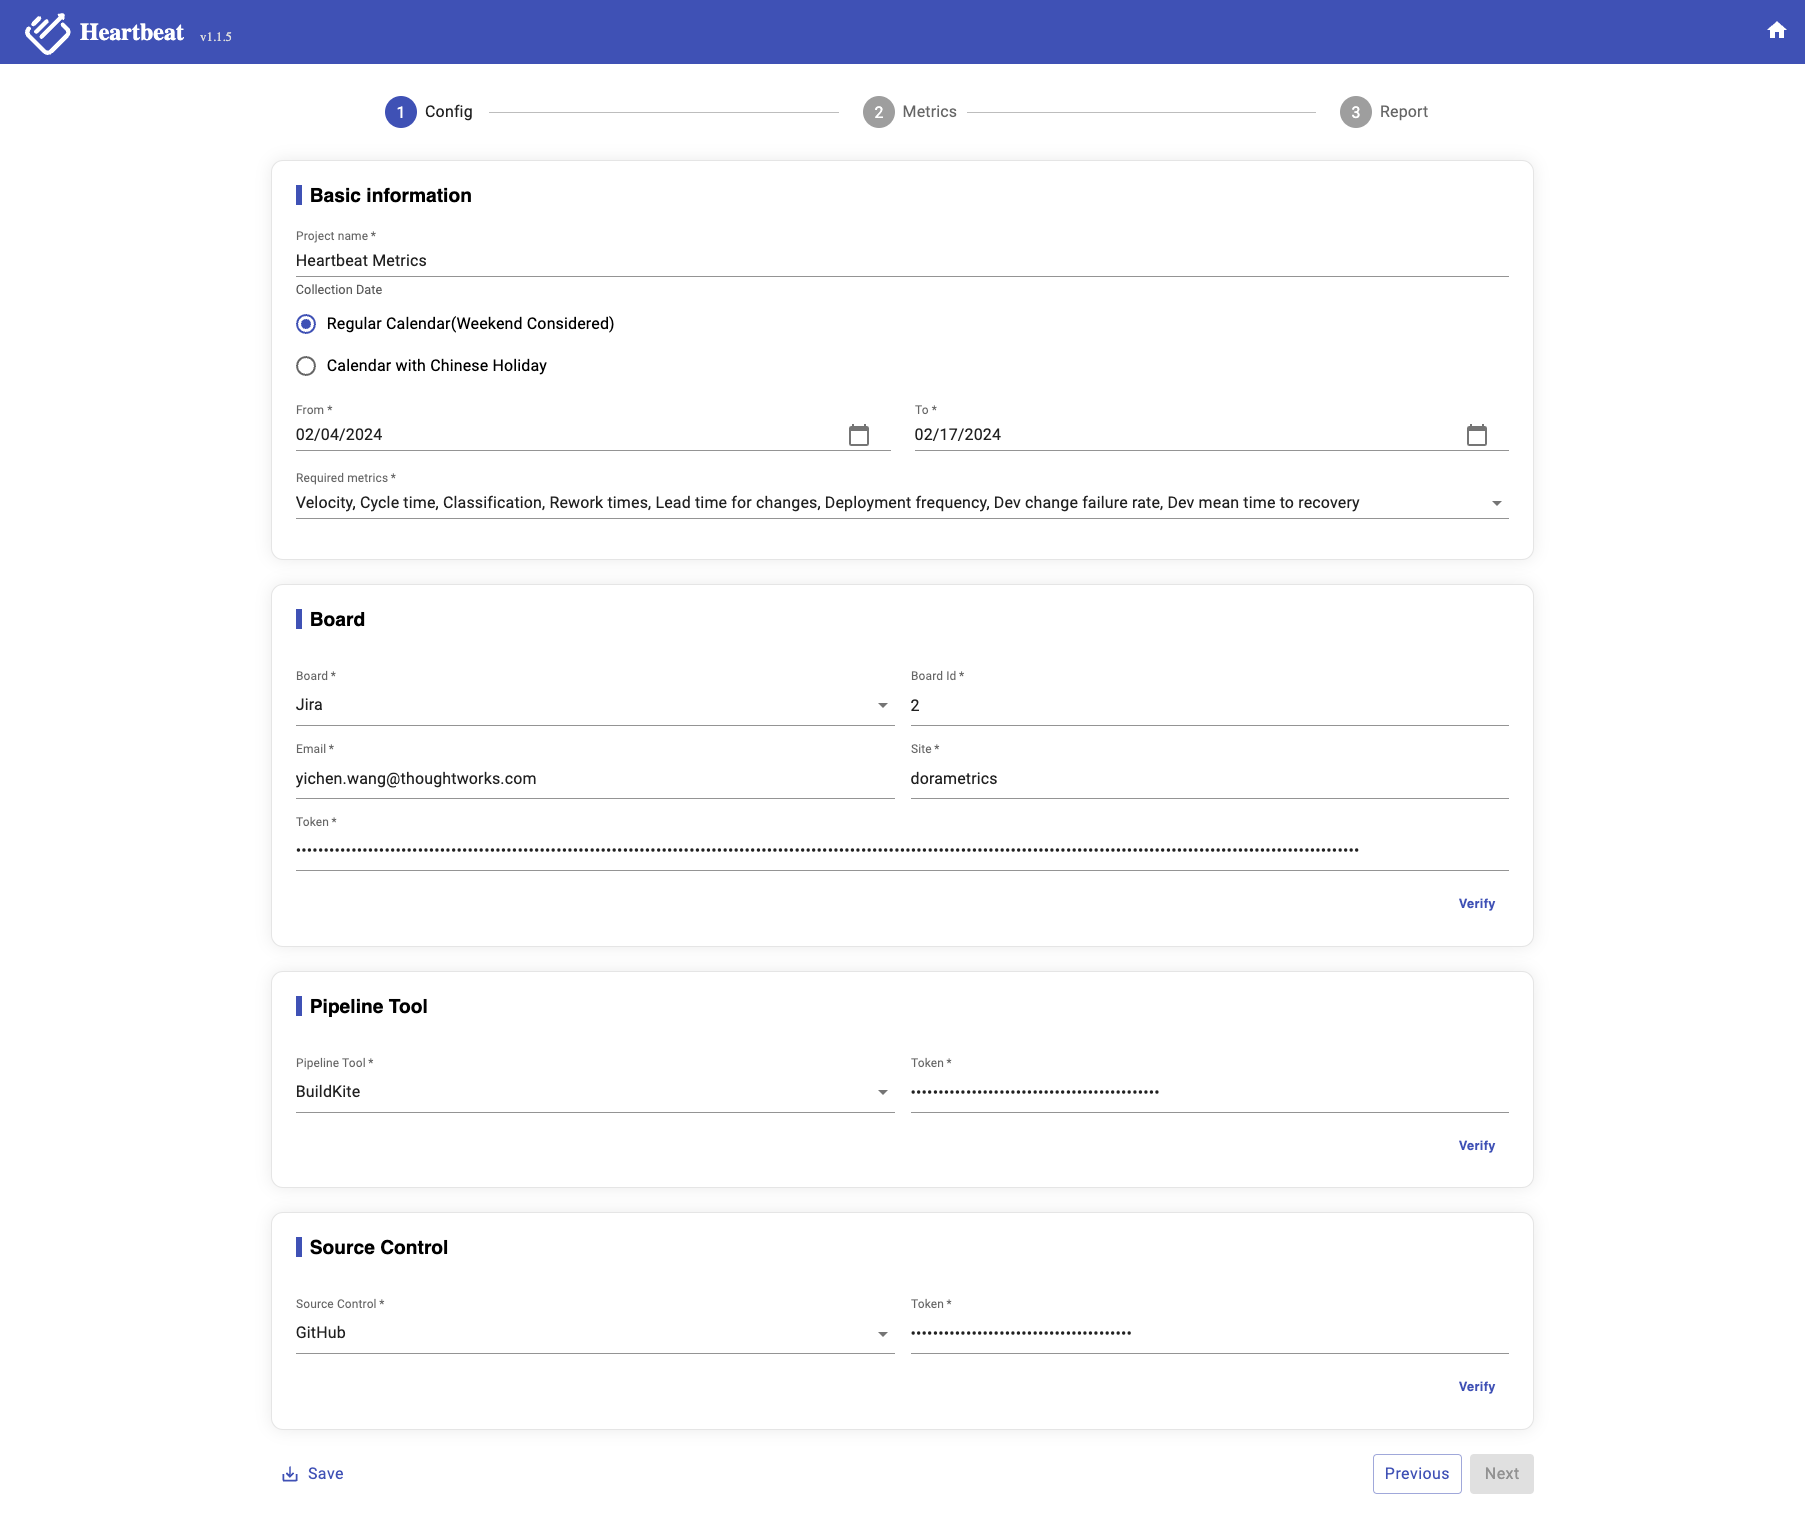 Heartbeat v1.1.5
1 Config 2 Metrics 3 Report
Basic information
Project name *
Heartbeat Metrics
Collection Date
Regular Calendar(Weekend Considered)
Calendar with Chinese Holiday
From * To *
02/04/2024 02/17/2024
Required metrics *
Velocity, Cycle time, Classification, Rework times, Lead time for changes, Deployment frequency, Dev change failure rate, Dev mean time to recovery
Board
Board * Board Id *
Jira 2
Email * Site *
yichen.wang@thoughtworks.com dorametrics
Token *
Verify
Pipeline Tool
Pipeline Tool * Token *
BuildKite
Verify
Source Control
Source Control * Token *
GitHub
Verify
Save Previous Next